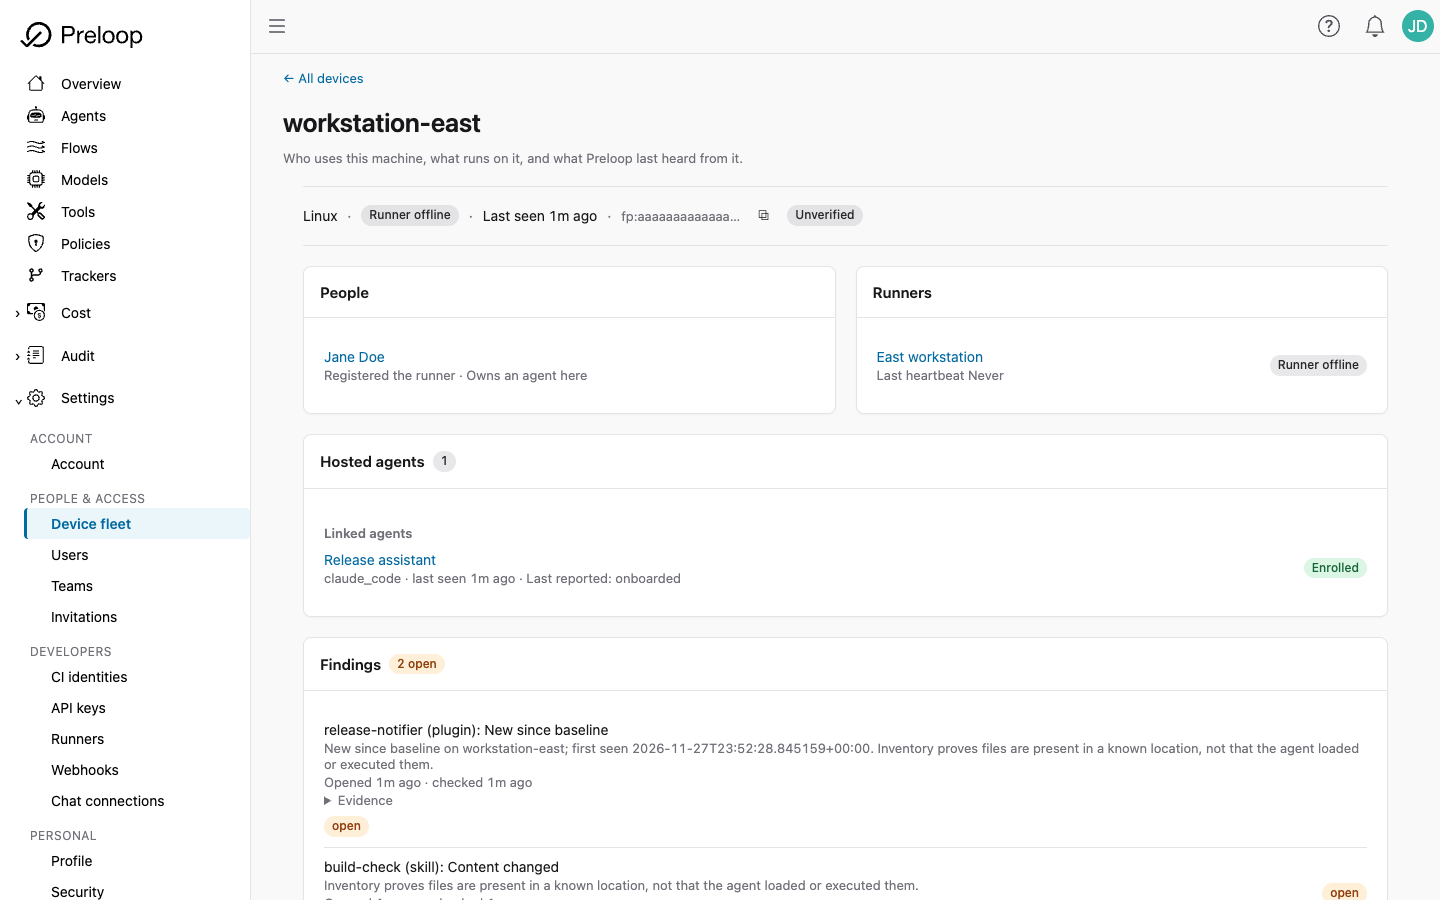 Preloop
Overview
Agents
Flows
Models
Tools
Policies
Trackers
Cost
Audit
Settings
ACCOUNT
Account
PEOPLE & ACCESS
Device fleet
Users
Teams
Invitations
DEVELOPERS
CI identities
API keys
Runners
Webhooks
Chat connections
PERSONAL
Profile
Security
?
JD
← All devices
workstation-east
Who uses this machine, what runs on it, and what Preloop last heard from it.
Linux · Runner offline · Last seen 1m ago · fp:aaaaaaaaaaaaa... Unverified
People
Jane Doe
Registered the runner · Owns an agent here
Runners
East workstation
Last heartbeat Never
Runner offline
Hosted agents 1
Linked agents
Release assistant
claude_code · last seen 1m ago · Last reported: onboarded
Enrolled
Findings 2 open
release-notifier (plugin): New since baseline
New since baseline on workstation-east; first seen 2026-11-27T23:52:28.845159+00:00. Inventory proves files are present in a known location, not that the agent loaded
or executed them.
Opened 1m ago · checked 1m ago
Evidence
open
build-check (skill): Content changed
Inventory proves files are present in a known location, not that the agent loaded or executed them.
open